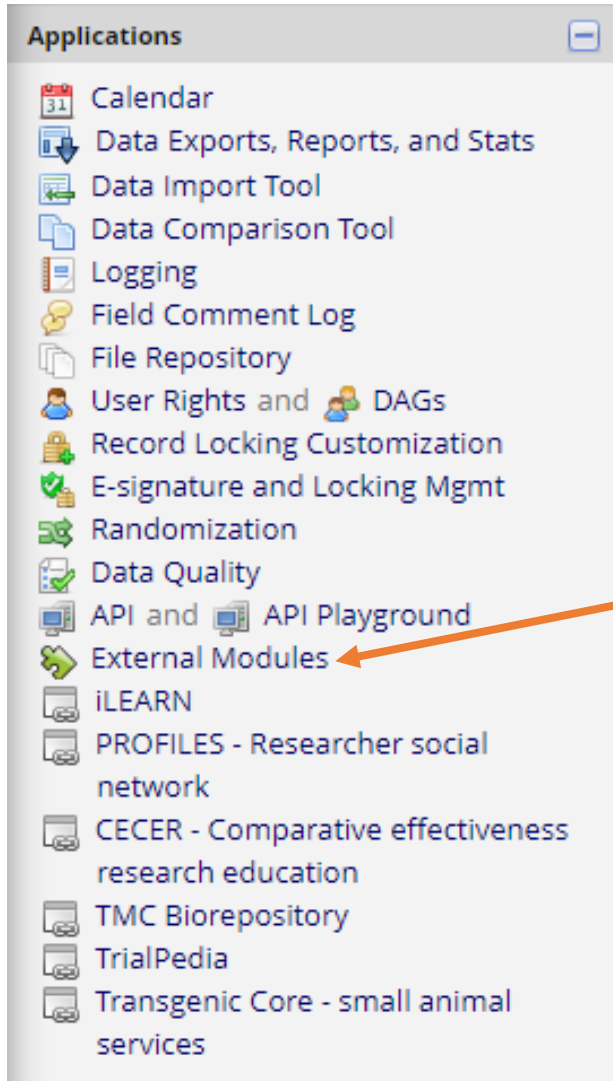 Applications
31 Calendar
Data Exports, Reports, and Stats
Data Import Tool
Data Comparison Tool
Logging
Field Comment Log
File Repository
User Rights and DAGs
Record Locking Customization
E-signature and Locking Mgmt
Randomization
Data Quality
API and API Playground
External Modules
iLEARN
PROFILES - Researcher social
network
CECER - Comparative effectiveness
research education
TMC Biorepository
TrialPedia
Transgenic Core - small animal
services